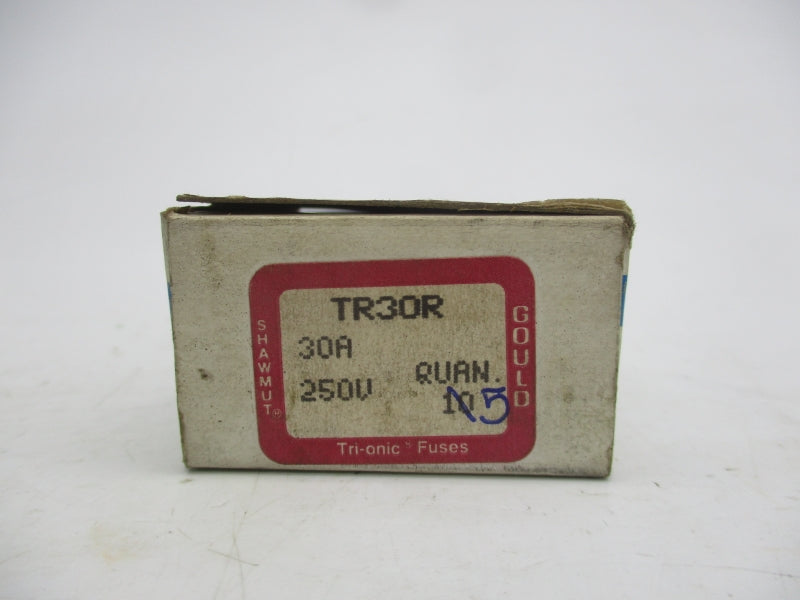 TR30R
30A
250V
QUAN.
10 5
SHAWMUT®
GOULD
Tri-onic Fuses